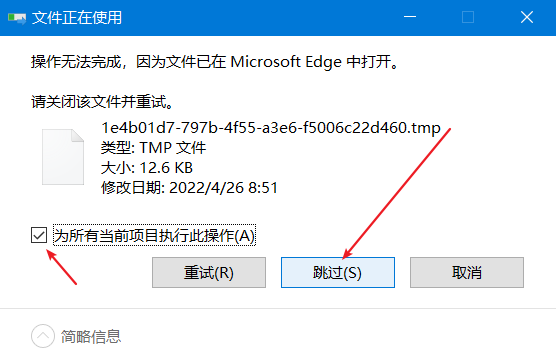 文件正在使用
操作无法完成，因为文件已在 Microsoft Edge 中打开。
请关闭该文件并重试。
1e4b01d7-797b-4f55-a3e6-f5006c22d460.tmp
类型: TMP 文件
大小: 12.6 KB
修改日期: 2022/4/26 8:51
为所有当前项目执行此操作(A)
重试(R) 跳过(S) 取消
简略信息